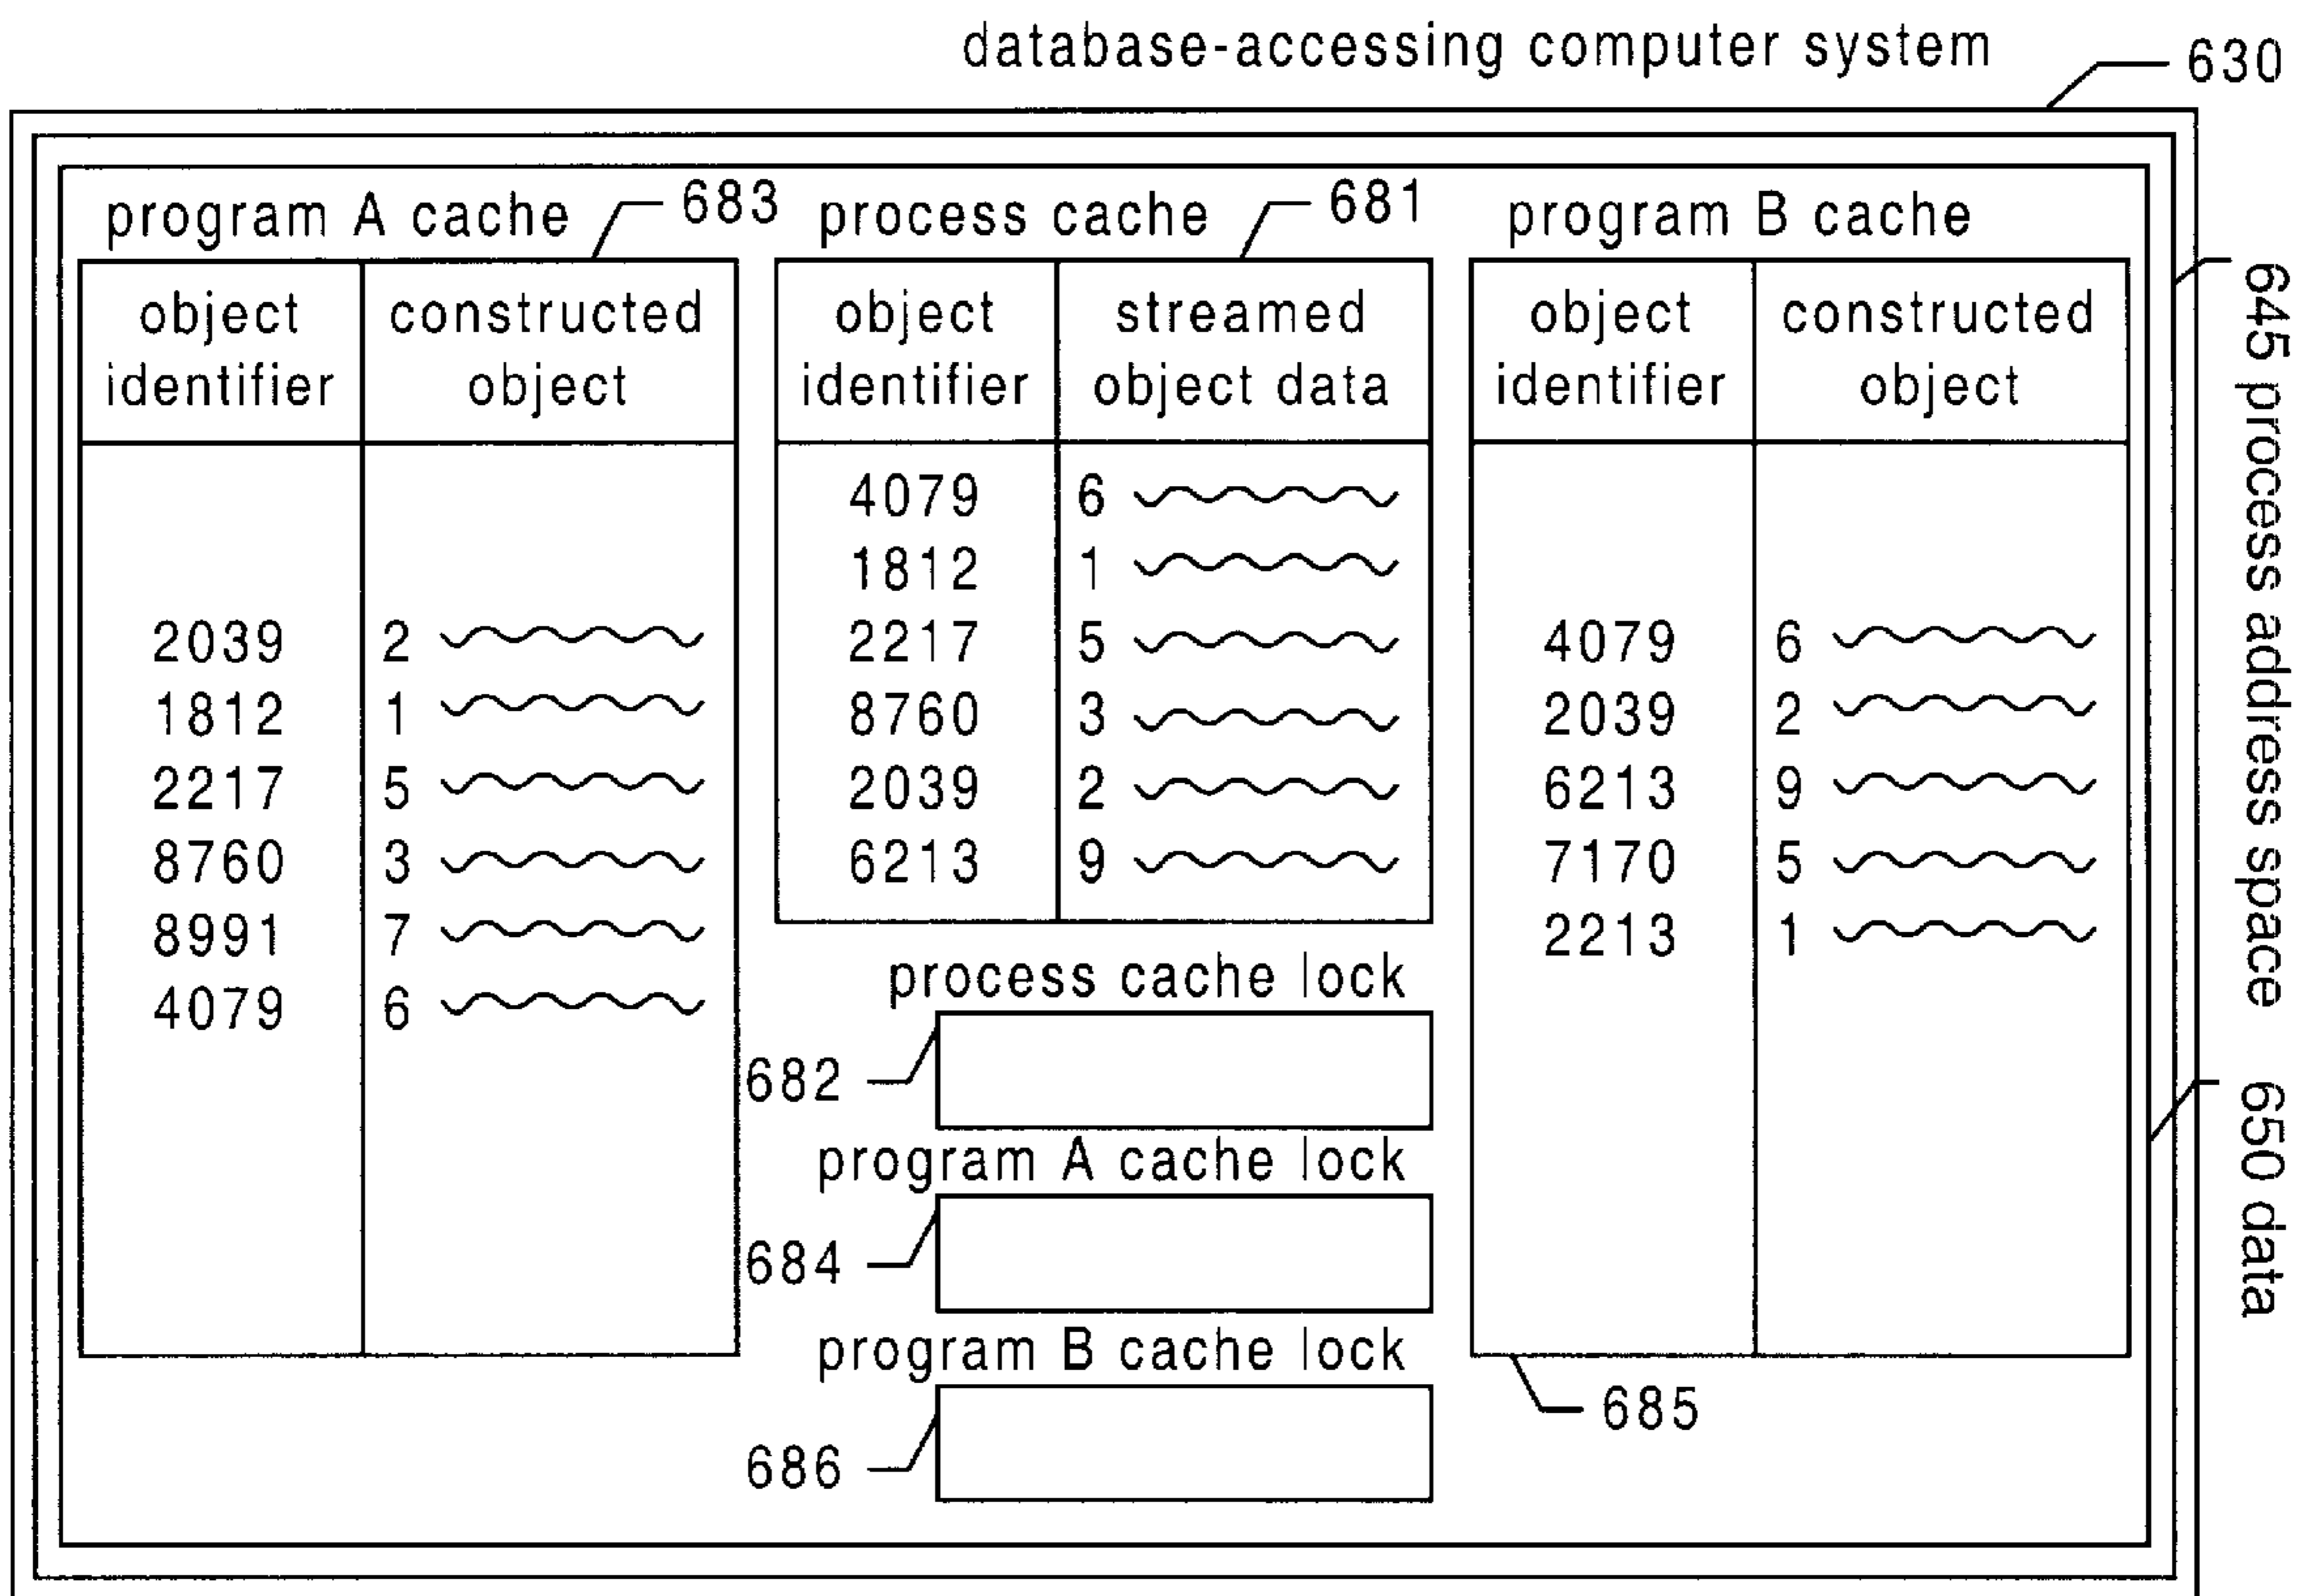 database-accessing computer system
630
program A cache
683
object identifier
constructed object
2039 2
1812 1
2217 5
8760 3
8991 7
4079 6
process cache
681
object identifier
streamed object data
4079 6
1812 1
2217 5
8760 3
2039 2
6213 9
process cache lock
682
program A cache lock
684
program B cache lock
686
program B cache
object identifier
constructed object
4079 6
2039 2
6213 9
7170 5
2213 1
685
645 process address space
650 data